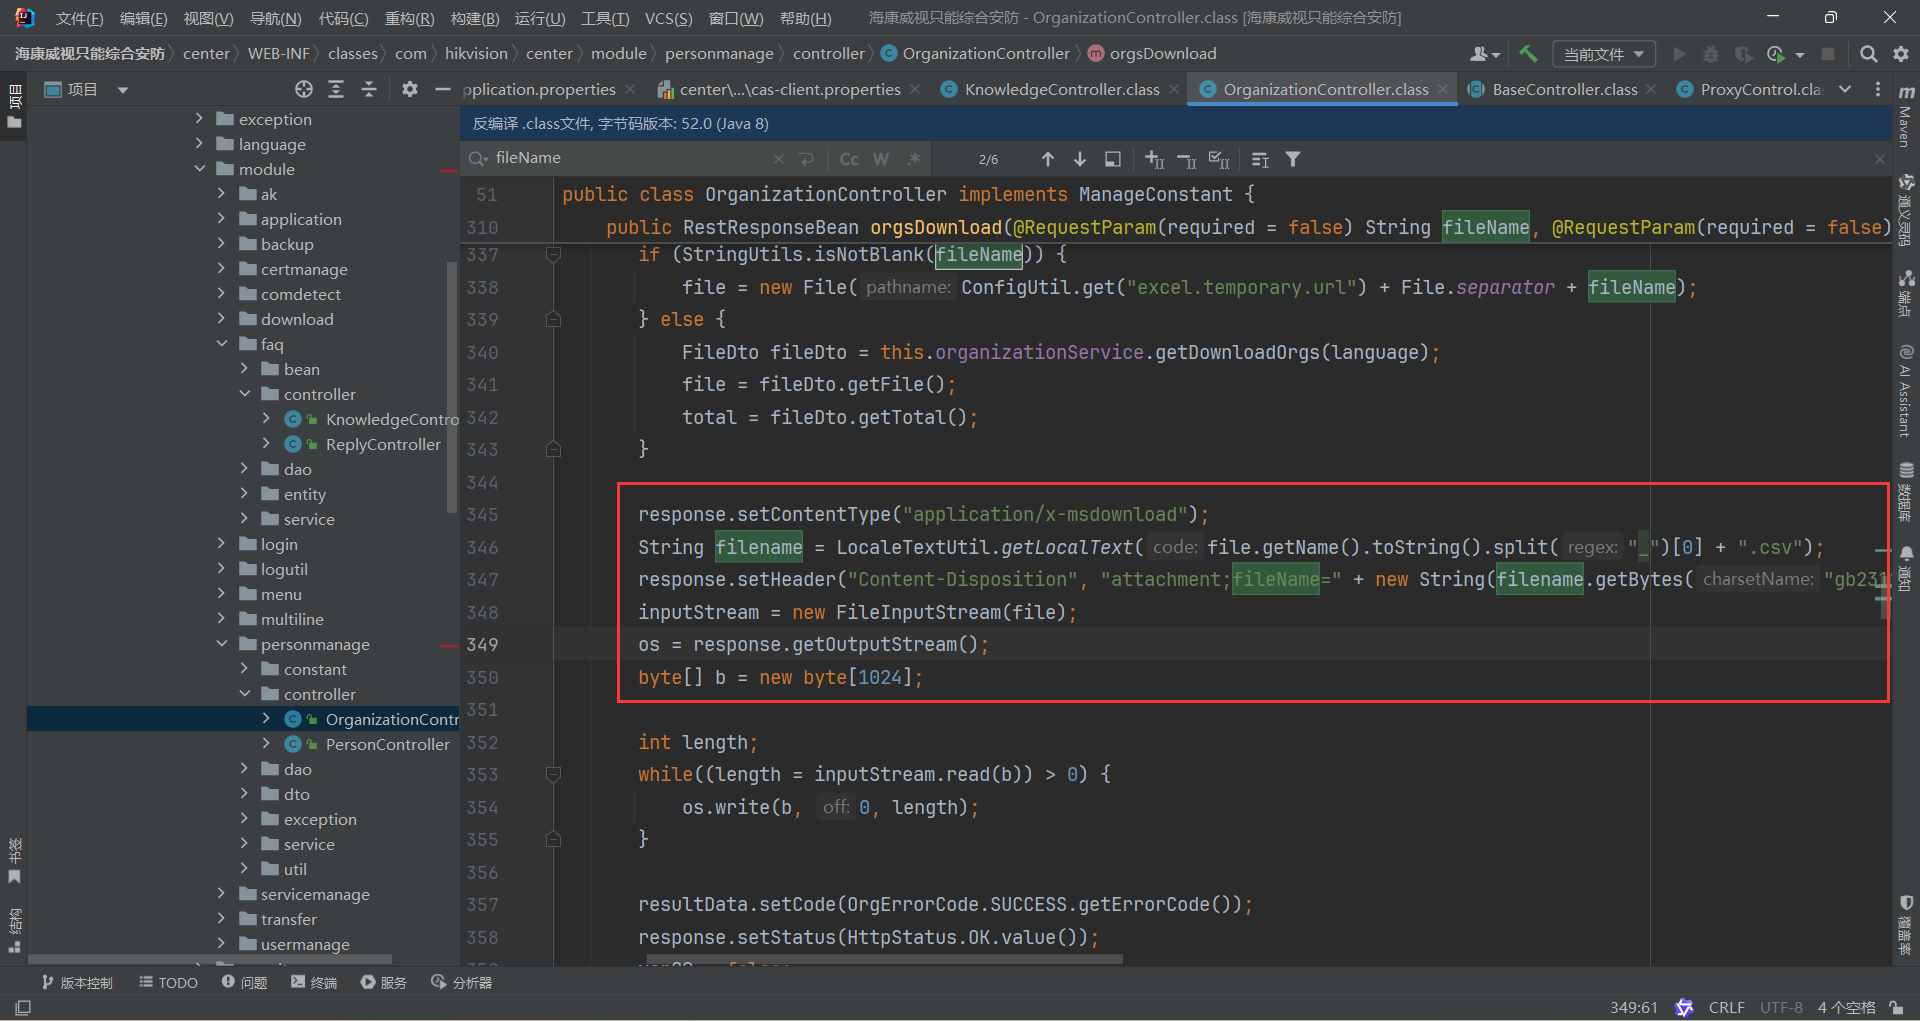 文件(F) 编辑(E) 视图(V) 导航(N) 代码(C) 重构(R) 构建(B) 运行(U) 工具(T) VCS(S) 窗口(W) 帮助(H) 海康威视只能综合安防 - OrganizationController.class [海康威视只能综合安防]
海康威视只能综合安防 center WEB-INF classes com hikvision center module personmanage controller OrganizationController orgsDownload 当前文件
项目 pplication.properties center\...\cas-client.properties KnowledgeController.class OrganizationController.class BaseController.class ProxyControl.cla
反编译 .class文件, 字节码版本: 52.0 (Java 8)
fileName Cc W .* 2/6
项目
书签
结构
exception
language
module
ak
application
backup
certmanage
comdetect
download
faq
bean
controller
KnowledgeContro
ReplyController
dao
entity
service
login
logutil
menu
multiline
personmanage
constant
controller
OrganizationContr
PersonController
dao
dto
exception
service
util
servicemanage
transfer
usermanage
51 public class OrganizationController implements ManageConstant {
310 public RestResponseBean orgsDownload(@RequestParam(required = false) String fileName, @RequestParam(required = false)
337 if (StringUtils.isNotBlank(fileName)) {
338 file = new File( pathname: ConfigUtil.get("excel.temporary.url") + File.separator + fileName);
339 } else {
340 FileDto fileDto = this.organizationService.getDownloadOrgs(language);
341 file = fileDto.getFile();
342 total = fileDto.getTotal();
343 }
344
345 response.setContentType("application/x-msdownload");
346 String filename = LocaleTextUtil.getLocalText( code: file.getName().toString().split( regex: "_")[0] + ".csv");
347 response.setHeader("Content-Disposition", "attachment;fileName=" + new String(filename.getBytes( charsetName: "gb231
348 inputStream = new FileInputStream(file);
349 os = response.getOutputStream();
350 byte[] b = new byte[1024];
351
352 int length;
353 while((length = inputStream.read(b)) > 0) {
354 os.write(b, off: 0, length);
355 }
356
357 resultData.setCode(OrgErrorCode.SUCCESS.getErrorCode());
358 response.setStatus(HttpStatus.OK.value());
Maven
通义灵码
端点
AI Assistant
数据库
通知
覆盖率
版本控制 TODO 问题 终端 服务 分析器
349:61 CRLF UTF-8 4 个空格